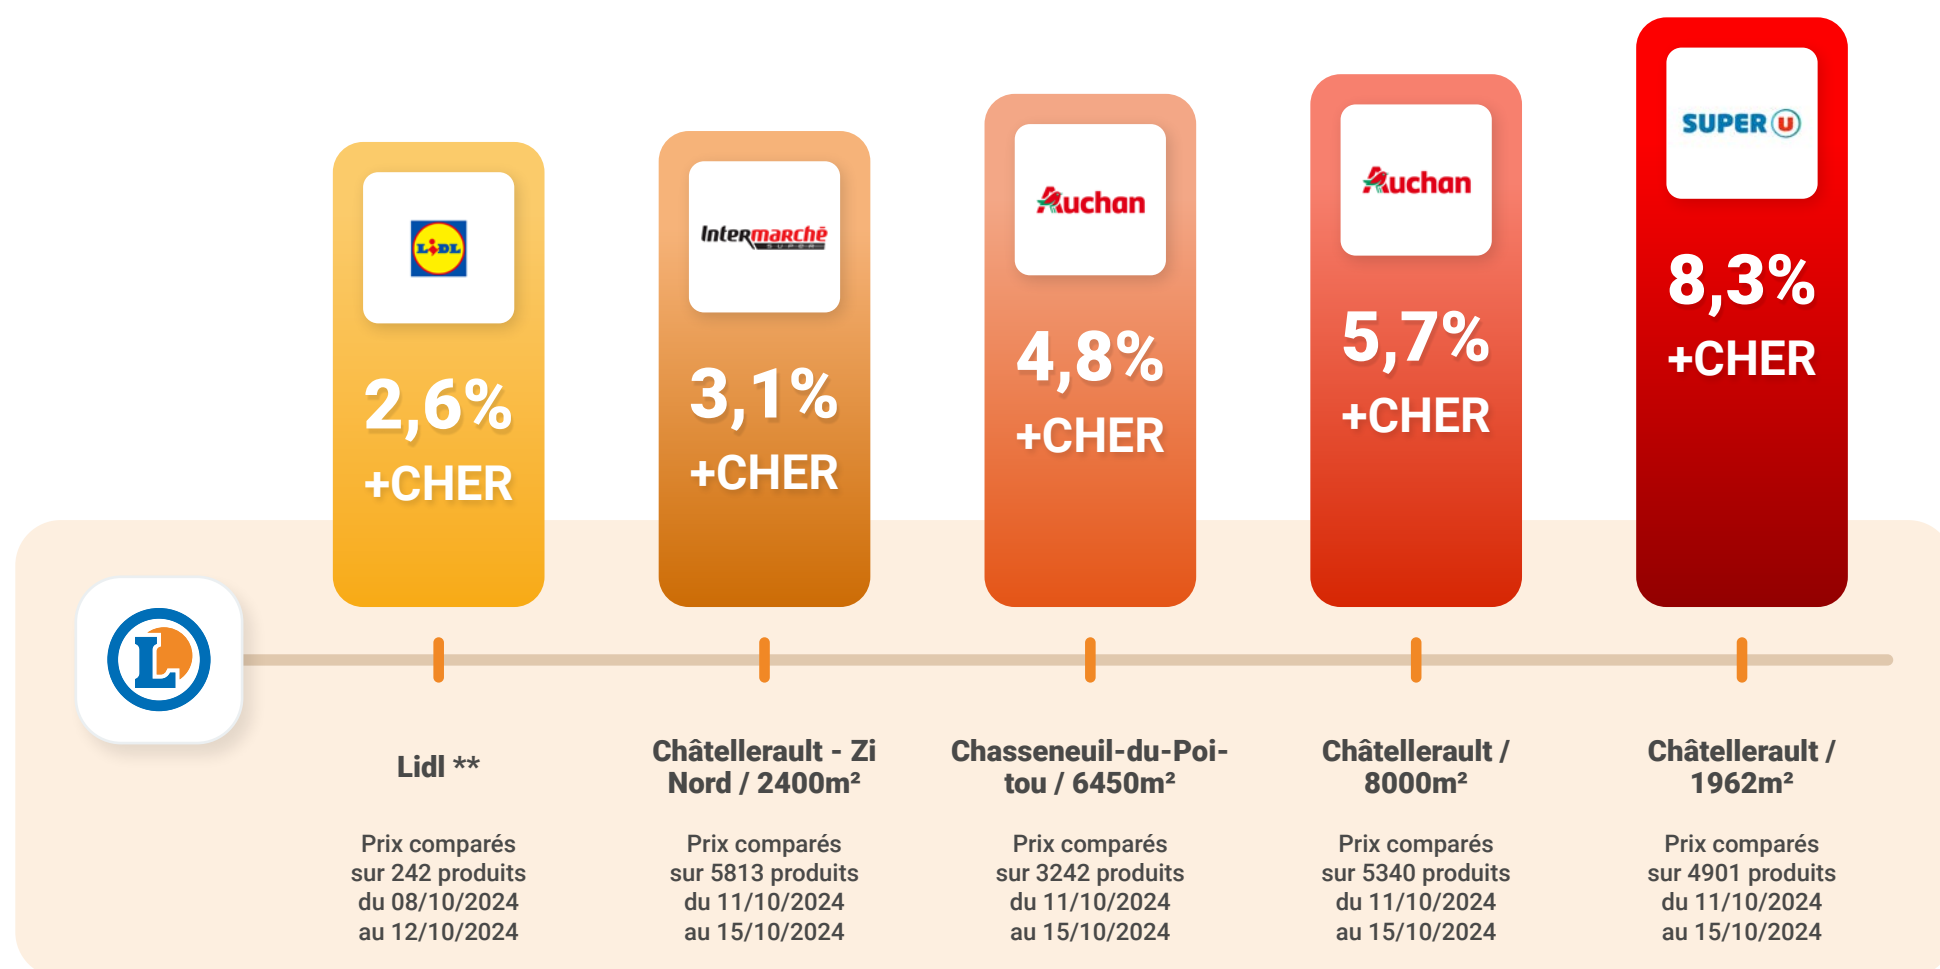 LIDL
2,6%
+CHER
Intermarchē
SUPER
3,1%
+CHER
Auchan
4,8%
+CHER
Auchan
5,7%
+CHER
SUPER U
8,3%
+CHER
L
Lidl **
Prix comparés
sur 242 produits
du 08/10/2024
au 12/10/2024
Châtellerault - Zi
Nord / 2400m²
Prix comparés
sur 5813 produits
du 11/10/2024
au 15/10/2024
Chasseneuil-du-Poi-
tou / 6450m²
Prix comparés
sur 3242 produits
du 11/10/2024
au 15/10/2024
Châtellerault /
8000m²
Prix comparés
sur 5340 produits
du 11/10/2024
au 15/10/2024
Châtellerault /
1962m²
Prix comparés
sur 4901 produits
du 11/10/2024
au 15/10/2024